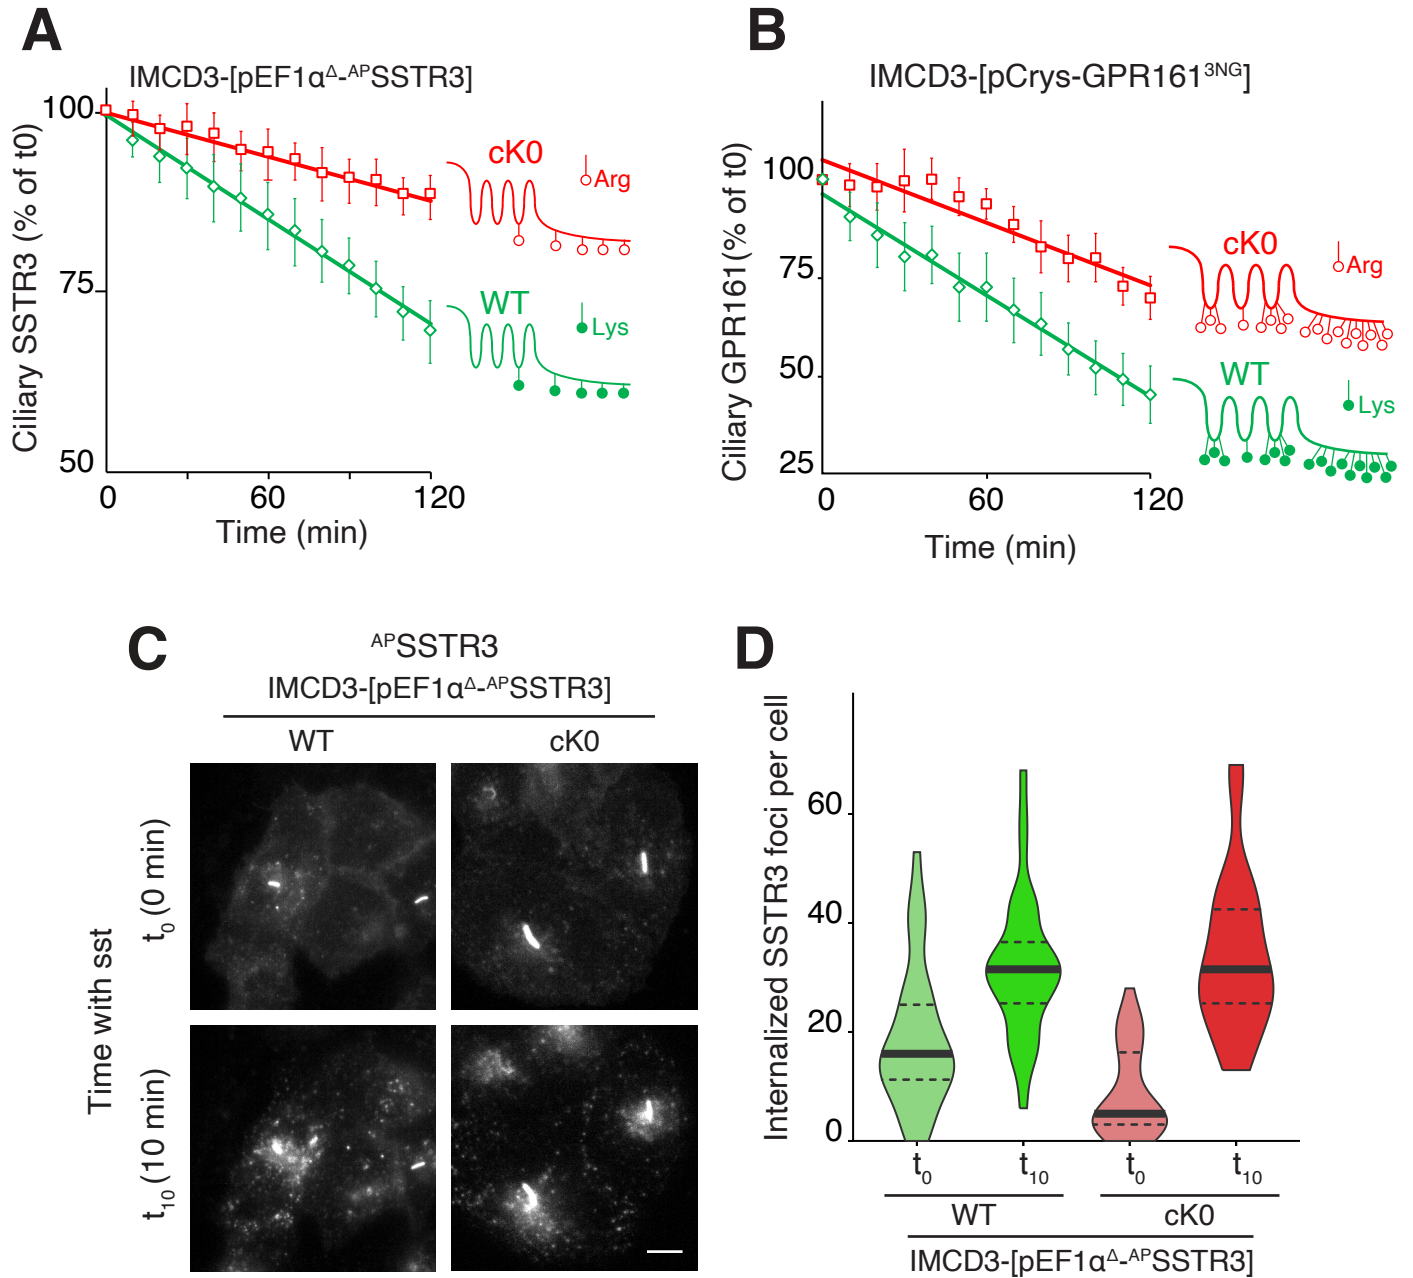 A
IMCD3-[pEF1αΔ-APSSTR3]
Ciliary SSTR3 (% of t0)
100
75
50
0
60
120
Time (min)
cK0
Arg
WT
Lys
B
IMCD3-[pCrys-GPR1613NG]
Ciliary GPR161(% of t0)
100
75
50
25
0
60
120
Time (min)
cK0
Arg
WT
Lys
C
APSSTR3
IMCD3-[pEF1αΔ-APSSTR3]
WT
cK0
Time with sst
t0 (0 min)
t10 (10 min)
D
Internalized SSTR3 foci per cell
60
40
20
0
t0
t10
t0
t10
WT
cK0
IMCD3-[pEF1αΔ-APSSTR3]